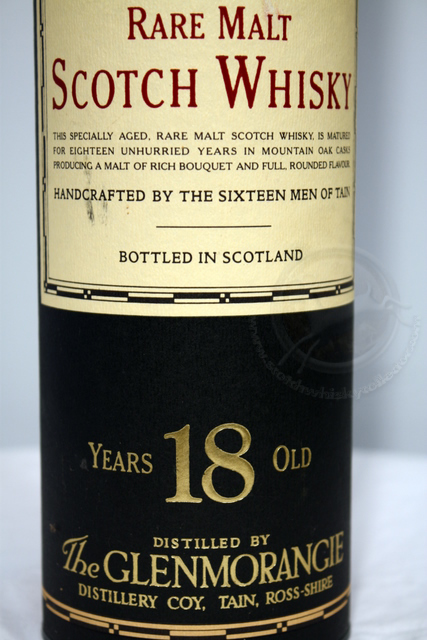 RARE MALT
SCOTCH WHISKY
THIS SPECIALLY AGED, RARE MALT SCOTCH WHISKY, IS MATURED
FOR EIGHTEEN UNHURRIED YEARS IN MOUNTAIN OAK CASKS
PRODUCING A MALT OF RICH BOUQUET AND FULL, ROUNDED FLAVOUR.
HANDCRAFTED BY THE SIXTEEN MEN OF TAIN
BOTTLED IN SCOTLAND
YEARS 18 OLD
DISTILLED BY
The GLENMORANGIE
DISTILLERY COY, TAIN, ROSS-SHIRE